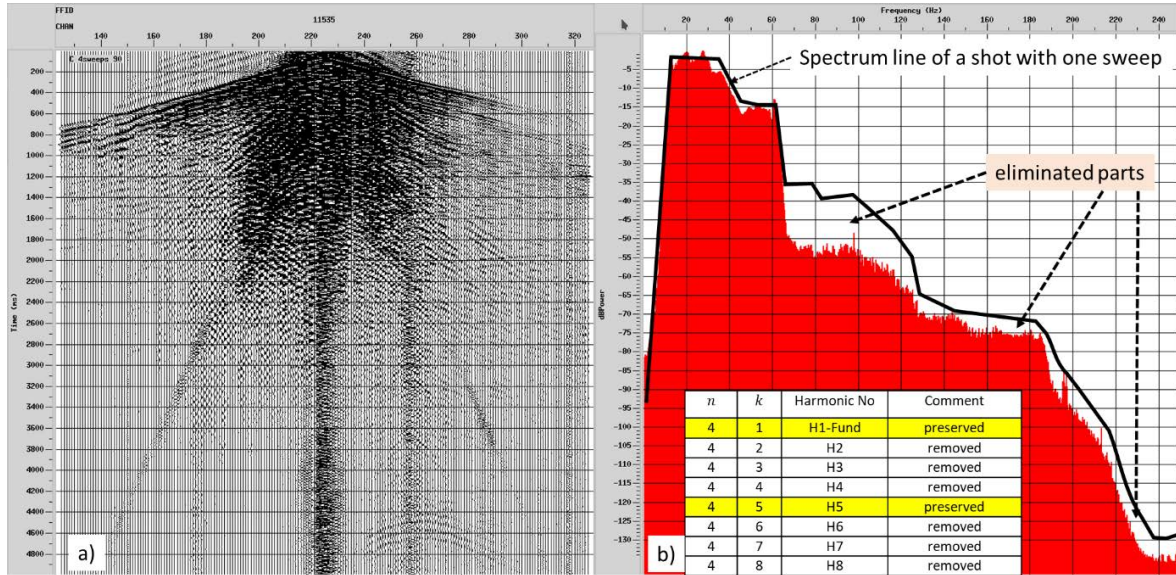 FFID 11535
CHAN 120 140 160 180 200 220 240 260 280 300 320
C 4sweeps 90
200
400
600
800
1000
1200
1400
1600
1800
2000
2200
2400
2600
2800
3000
3200
3400
3600
3800
4000
4200
4400
4600
4800
Time (ms)
a)
Frequency (Hz)
20 40 60 80 100 120 140 160 180 200 220 240
Spectrum line of a shot with one sweep
eliminated parts
-5
-10
-15
-20
-25
-30
-35
-40
-45
-50
-55
-60
-65
-70
-75
-80
-85
-90
-95
-100
-105
-110
-115
-120
-125
-130
dBPower
n k Harmonic No Comment
4 1 H1-Fund preserved
4 2 H2 removed
4 3 H3 removed
4 4 H4 removed
4 5 H5 preserved
4 6 H6 removed
4 7 H7 removed
4 8 H8 removed
b)